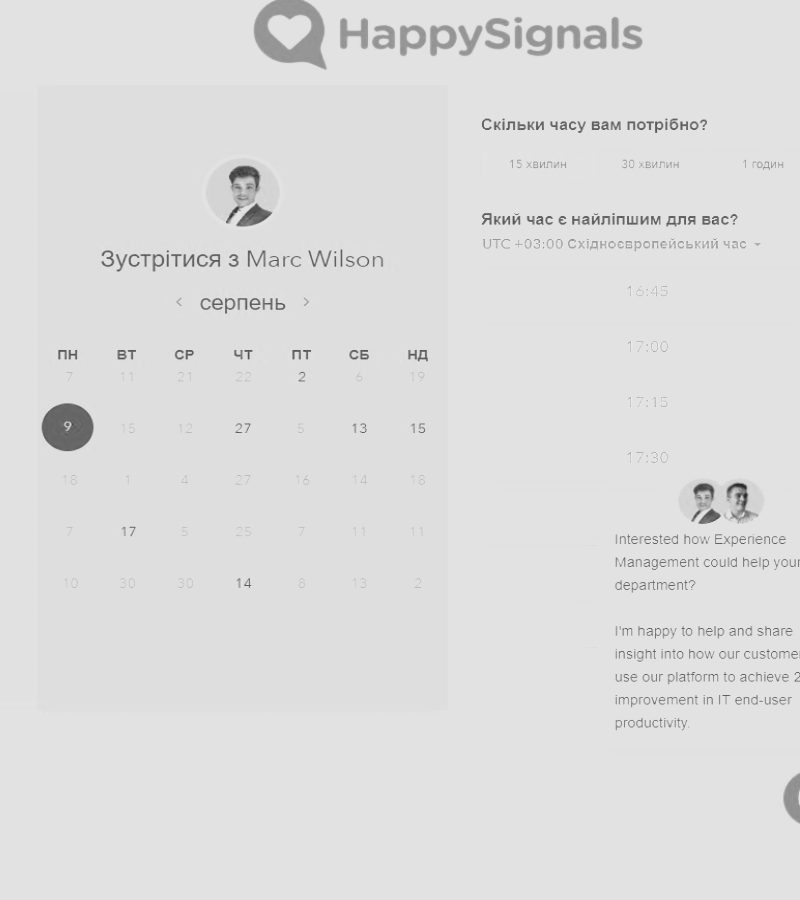 HappySignals
Зустрітися з Marc Wilson
серпень
ПН ВТ СР ЧТ ПТ СБ НД
7 11 21 22 2 6 19
9 15 12 27 5 13 15
18 1 4 27 16 14 18
7 17 5 25 7 11 11
10 30 30 14 8 13 2
Скільки часу вам потрібно?
15 хвилин 30 хвилин 1 годин
Який час є найліпшим для вас?
UTC +03:00 Східноєвропейський час
16:45
17:00
17:15
17:30
Interested how Experience
Management could help your
department?
I'm happy to help and share
insight into how our custome
use our platform to achieve 2
improvement in IT end-user
productivity.